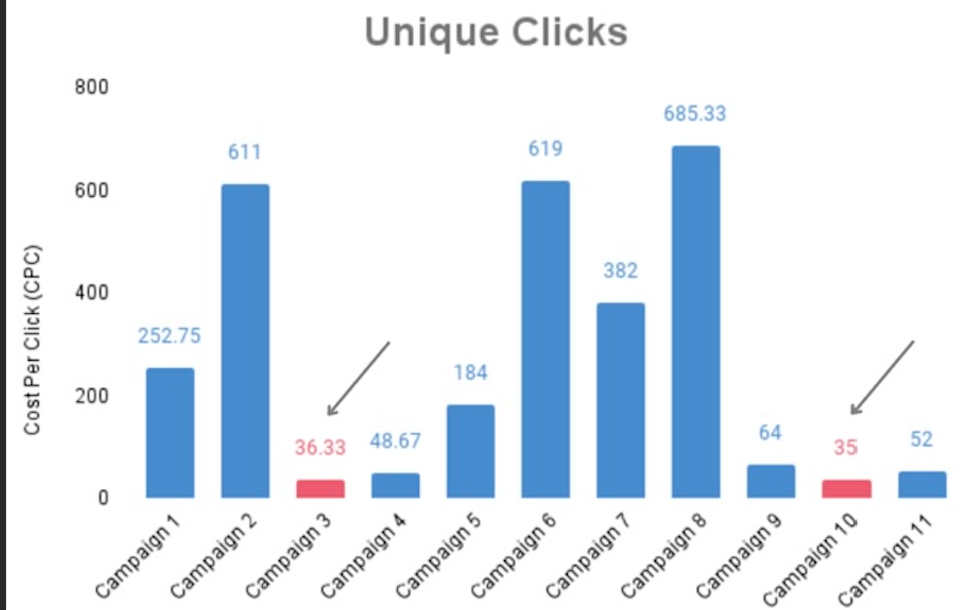 Unique Clicks
Cost Per Click (CPC)
800
600
400
200
0
252.75
611
36.33
48.67
184
619
382
685.33
64
35
52
Campaign 1
Campaign 2
Campaign 3
Campaign 4
Campaign 5
Campaign 6
Campaign 7
Campaign 8
Campaign 9
Campaign 10
Campaign 11